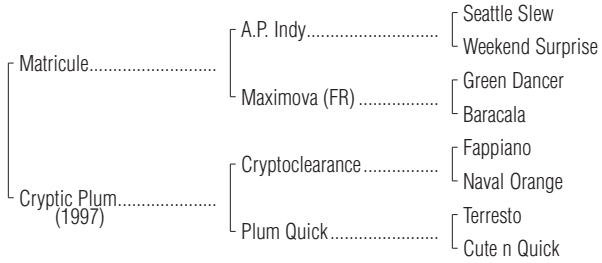 Seattle Slew
A.P. Indy..............................
Weekend Surprise
Matricule.............................
Green Dancer
Maximova (FR) ..................
Baracala
Fappiano
Cryptoclearance.................
Naval Orange
Cryptic Plum......................
(1997)
Terresto
Plum Quick.........................
Cute n Quick